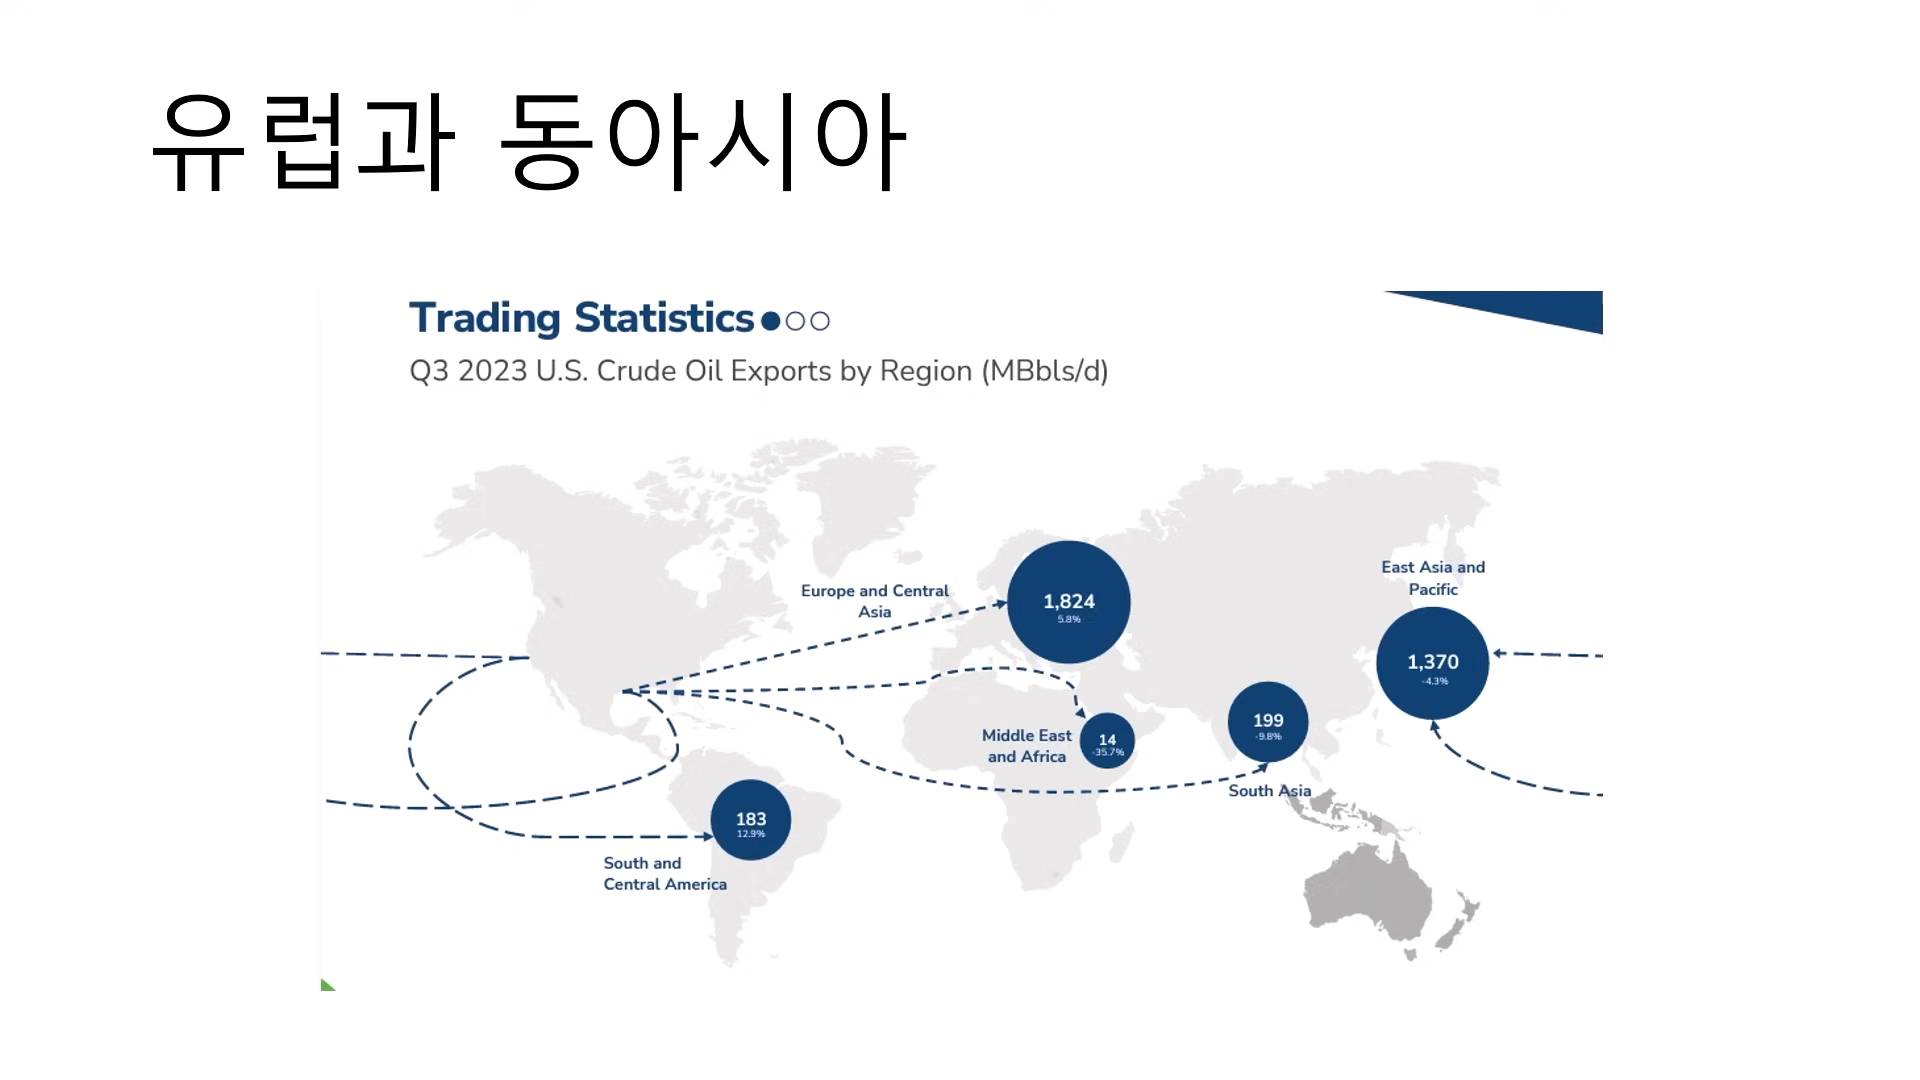 유럽과 동아시아
Trading Statistics
Q3 2023 U.S. Crude Oil Exports by Region (MBbls/d)
Europe and Central
Asia
1,824
5.8%
East Asia and
Pacific
1,370
-4.3%
Middle East
and Africa
14
-35.7%
199
-9.8%
South Asia
183
12.9%
South and
Central America